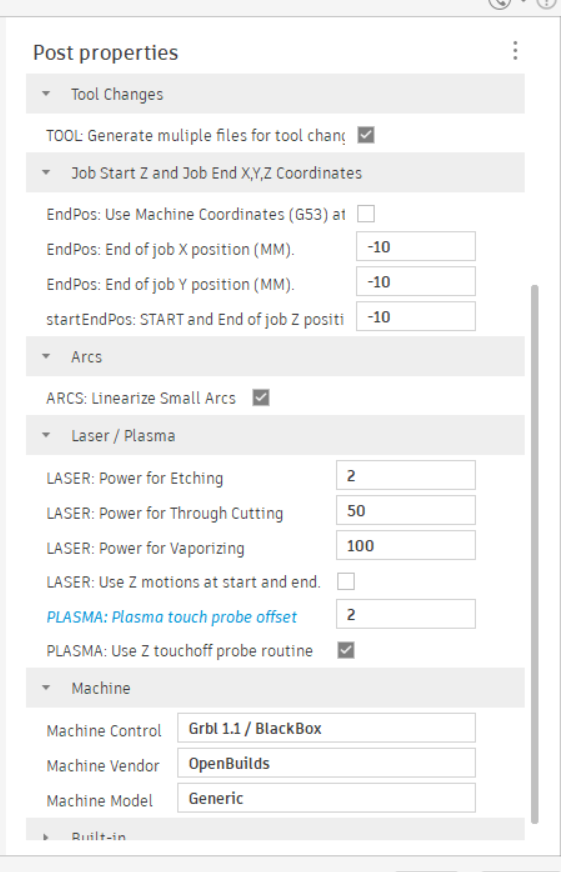 Post properties
Tool Changes
TOOL: Generate muliple files for tool chang
Job Start Z and Job End X,Y,Z Coordinates
EndPos: Use Machine Coordinates (G53) at
EndPos: End of job X position (MM). -10
EndPos: End of job Y position (MM). -10
startEndPos: START and End of job Z positi -10
Arcs
ARCS: Linearize Small Arcs
Laser / Plasma
LASER: Power for Etching 2
LASER: Power for Through Cutting 50
LASER: Power for Vaporizing 100
LASER: Use Z motions at start and end.
PLASMA: Plasma touch probe offset 2
PLASMA: Use Z touchoff probe routine
Machine
Machine Control Grbl 1.1 / BlackBox
Machine Vendor OpenBuilds
Machine Model Generic
Built-in